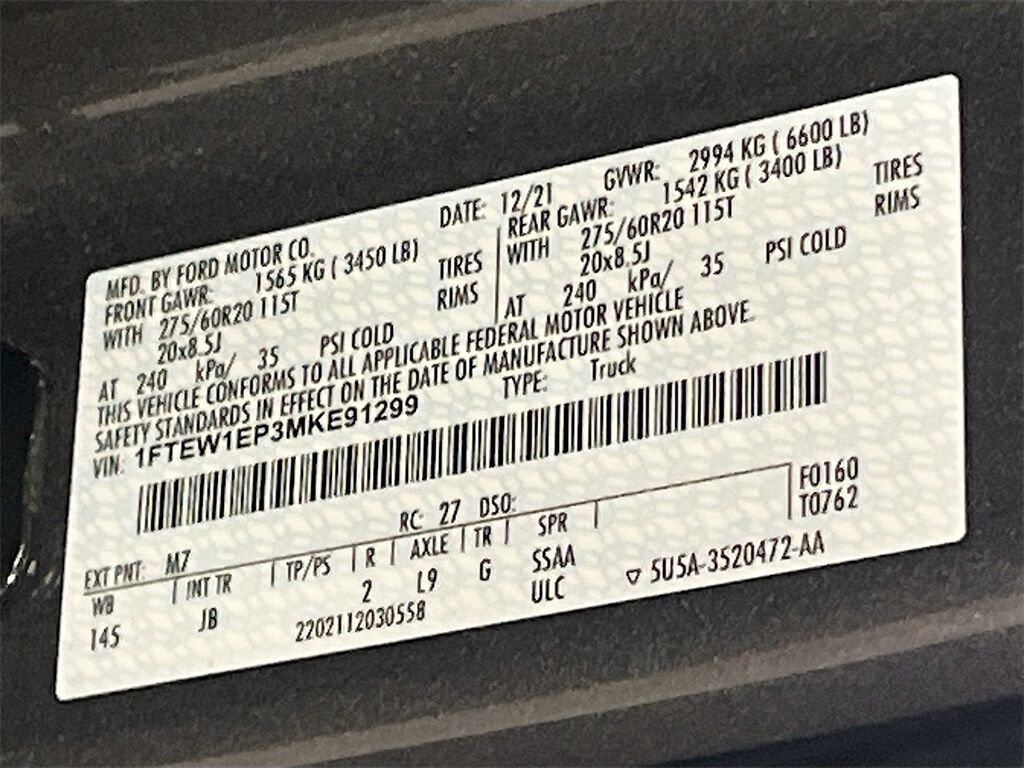 MFD. BY FORD MOTOR CO.
DATE: 12/21 GVWR: 2994 KG ( 6600 LB)
FRONT GAWR: 1565 KG ( 3450 LB)
WITH 275/60R20 115T TIRES
20x8.5J RIMS
AT 240 kPa/ 35 PSI COLD
REAR GAWR: 1542 KG ( 3400 LB)
WITH 275/60R20 115T TIRES
20x8.5J RIMS
AT 240 kPa/ 35 PSI COLD
THIS VEHICLE CONFORMS TO ALL APPLICABLE FEDERAL MOTOR VEHICLE
SAFETY STANDARDS IN EFFECT ON THE DATE OF MANUFACTURE SHOWN ABOVE.
VIN: 1FTEW1EP3MKE91299 TYPE: Truck
F0160
T0762
EXT PNT: M7 RC: 27 DSO:
WB | INT TR | TP/PS | R | AXLE | TR | SPR |
145 JB 2 L9 G SSAA
2202112030558 ULC ▽ 5U5A-3520472-AA